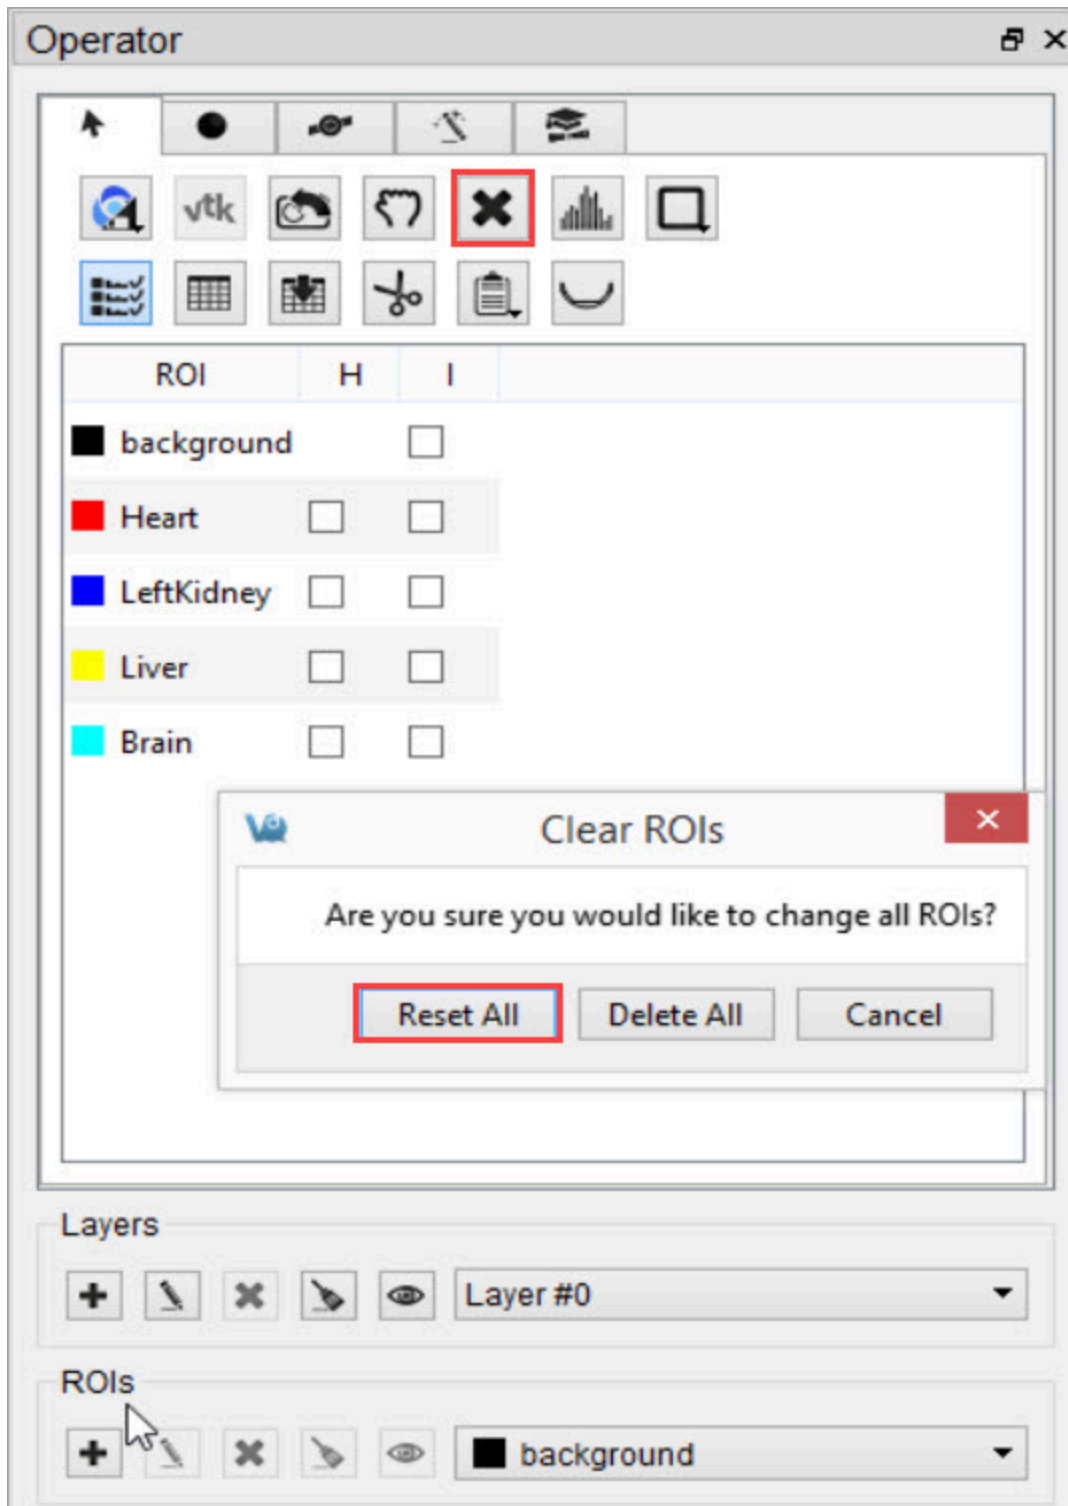 Operator
vtk
ROI H I
background
Heart
LeftKidney
Liver
Brain
Clear ROIs
Are you sure you would like to change all ROIs?
Reset All Delete All Cancel
Layers
Layer #0
ROIs
background